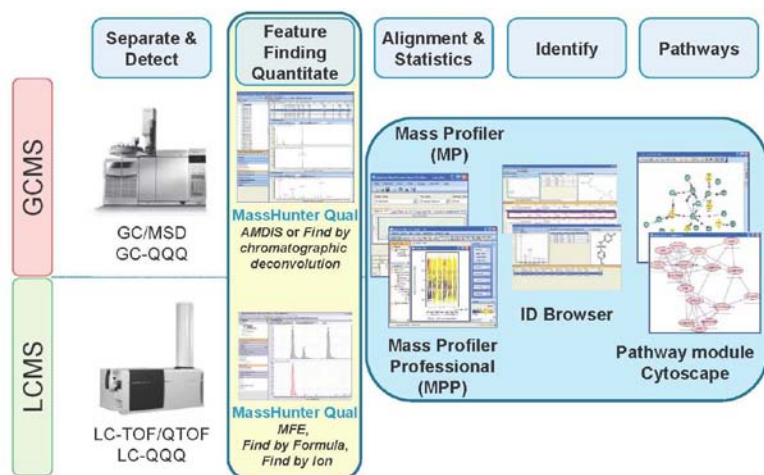 Separate &
Detect
Feature
Finding
Quantitate
Alignment &
Statistics
Identify
Pathways
GCMS
GC/MSD
GC-QQQ
MassHunter Qual
AMDIS or Find by
chromatographic
deconvolution
Mass Profiler
(MP)
Mass Profiler
Professional
(MPP)
ID Browser
Pathway module
Cytoscape
LCMS
LC-TOF/QTOF
LC-QQQ
MassHunter Qual
MFE,
Find by Formula,
Find by Ion